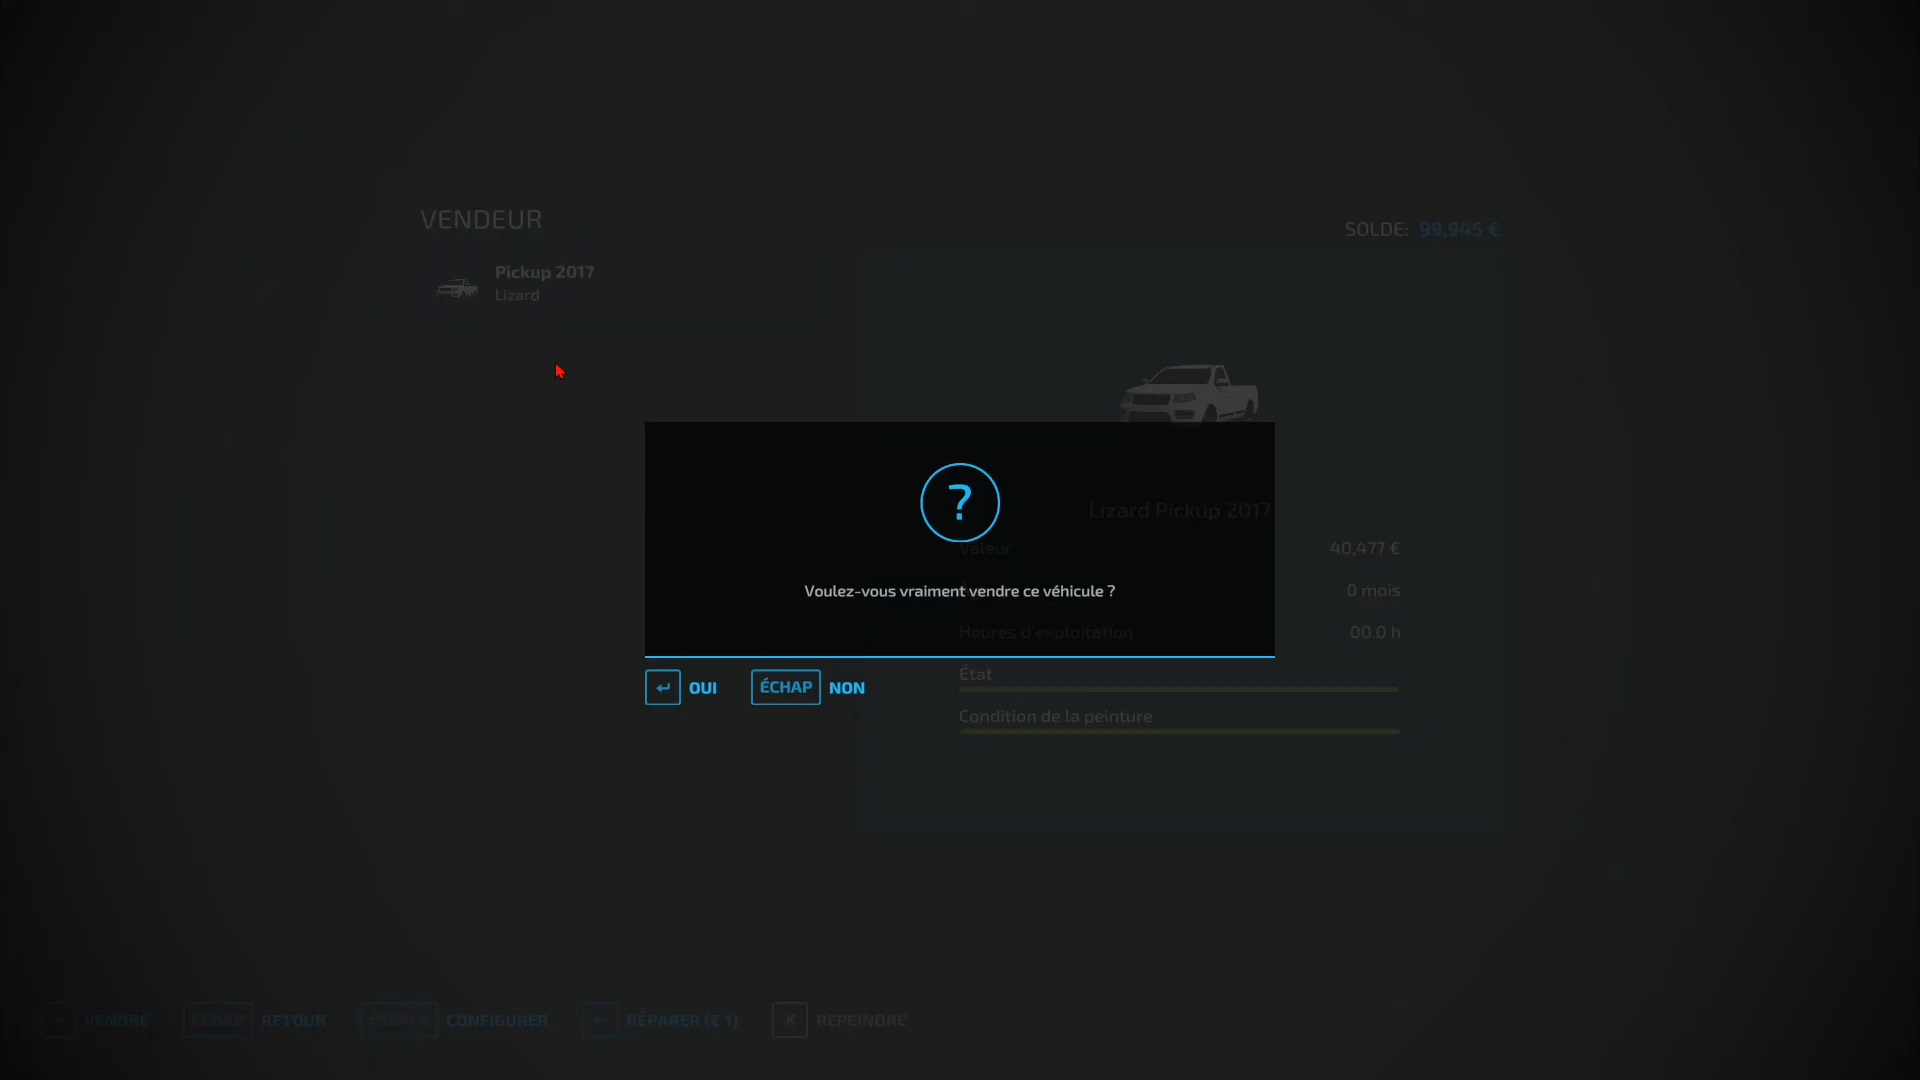 VENDEUR
SOLDE: 99,945 €
Pickup 2017
Lizard
?
Lizard Pickup 2017
Valeur 40,477 €
Voulez-vous vraiment vendre ce véhicule ?
0 mois
Heures d'exploitation 00.0 h
État
OUI ÉCHAP NON
Condition de la peinture
VENDRE ÉCHAP RETOUR ESPACE CONFIGURER RÉPARER (€ 1) X REPEINDRE